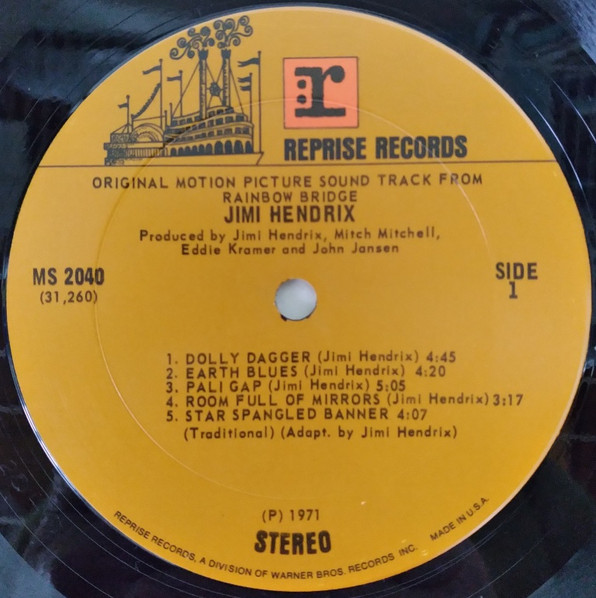 r:
REPRISE RECORDS
ORIGINAL MOTION PICTURE SOUND TRACK FROM
RAINBOW BRIDGE
JIMI HENDRIX
Produced by Jimi Hendrix, Mitch Mitchell,
Eddie Kramer and John Jansen
MS 2040
(31,260)
SIDE
1
1. DOLLY DAGGER (Jimi Hendrix) 4:45
2. EARTH BLUES (Jimi Hendrix) 4:20
3. PALI GAP (Jimi Hendrix) 5:05
4. ROOM FULL OF MIRRORS (Jimi Hendrix) 3:17
5. STAR SPANGLED BANNER 4:07
(Traditional) (Adapt. by Jimi Hendrix)
(P) 1971
STEREO
REPRISE RECORDS, A DIVISION OF WARNER BROS. RECORDS INC. MADE IN U.S.A.